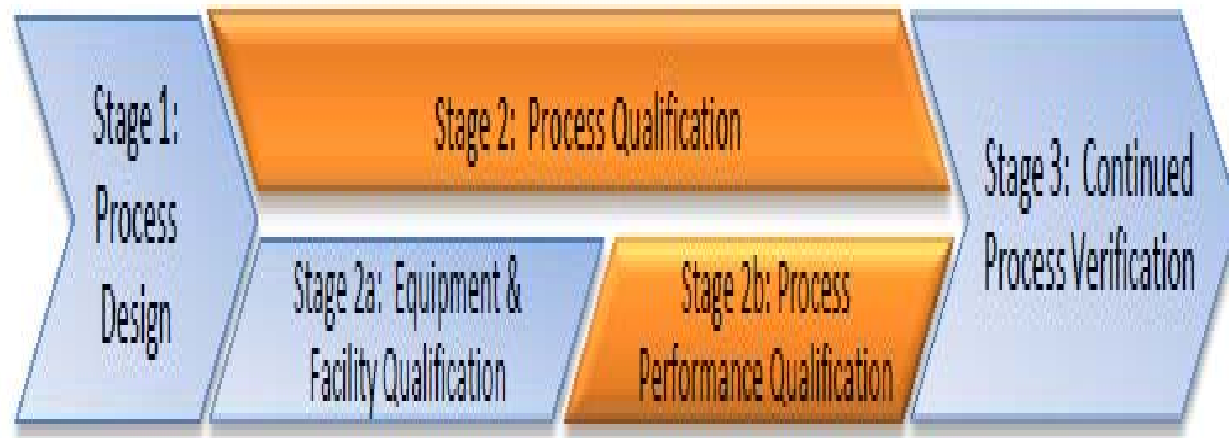 Stage 1:
Process
Design
Stage 2: Process Qualification
Stage 2a: Equipment &
Facility Qualification
Stage 2b: Process
Performance Qualification
Stage 3: Continued
Process Verification